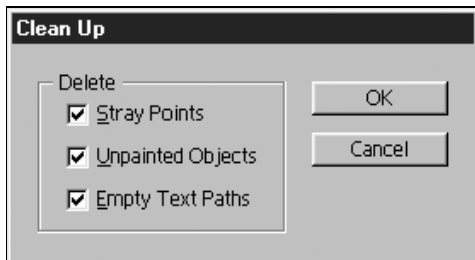 Clean Up
Delete
Stray Points
Unpainted Objects
Empty Text Paths
OK
Cancel